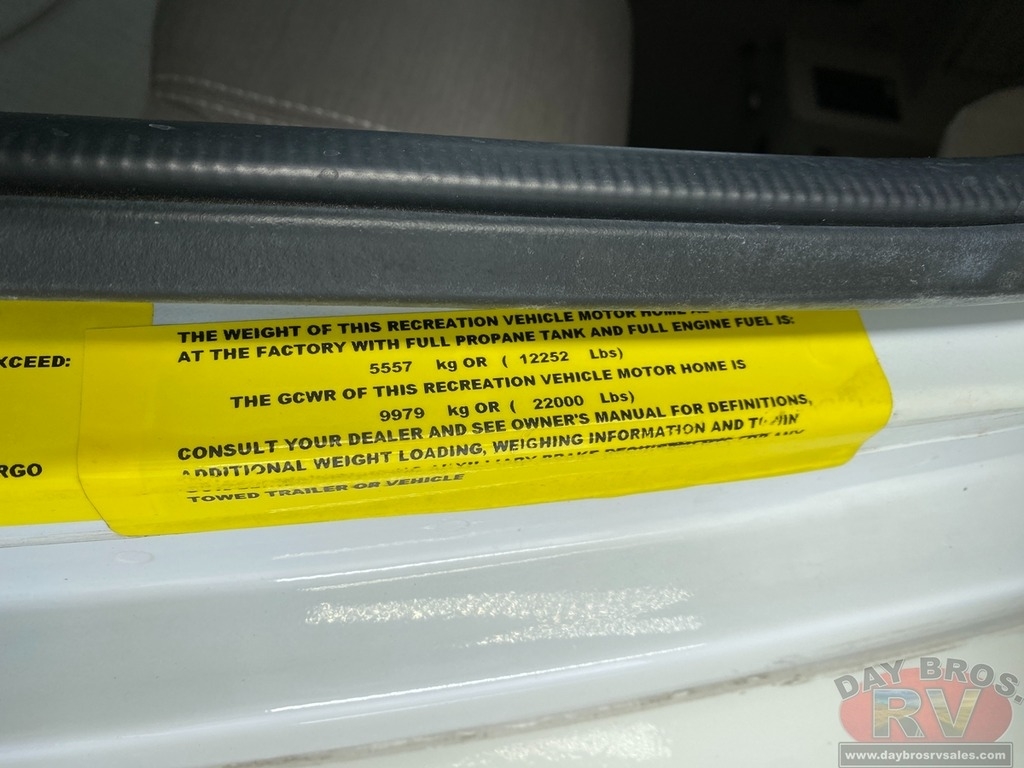 XCEED:
RGO
THE WEIGHT OF THIS RECREATION VEHICLE MOTOR HOME
AT THE FACTORY WITH FULL PROPANE TANK AND FULL ENGINE FUEL IS:
5557 kg OR ( 12252 Lbs)
THE GCWR OF THIS RECREATION VEHICLE MOTOR HOME IS
9979 kg OR ( 22000 Lbs)
CONSULT YOUR DEALER AND SEE OWNER'S MANUAL FOR DEFINITIONS,
ADDITIONAL WEIGHT LOADING, WEIGHING INFORMATION AND
BRAKE
TOWED TRAILER OR VEHICLE
DAY BROS.
RV
www.daybrosrvsales.com